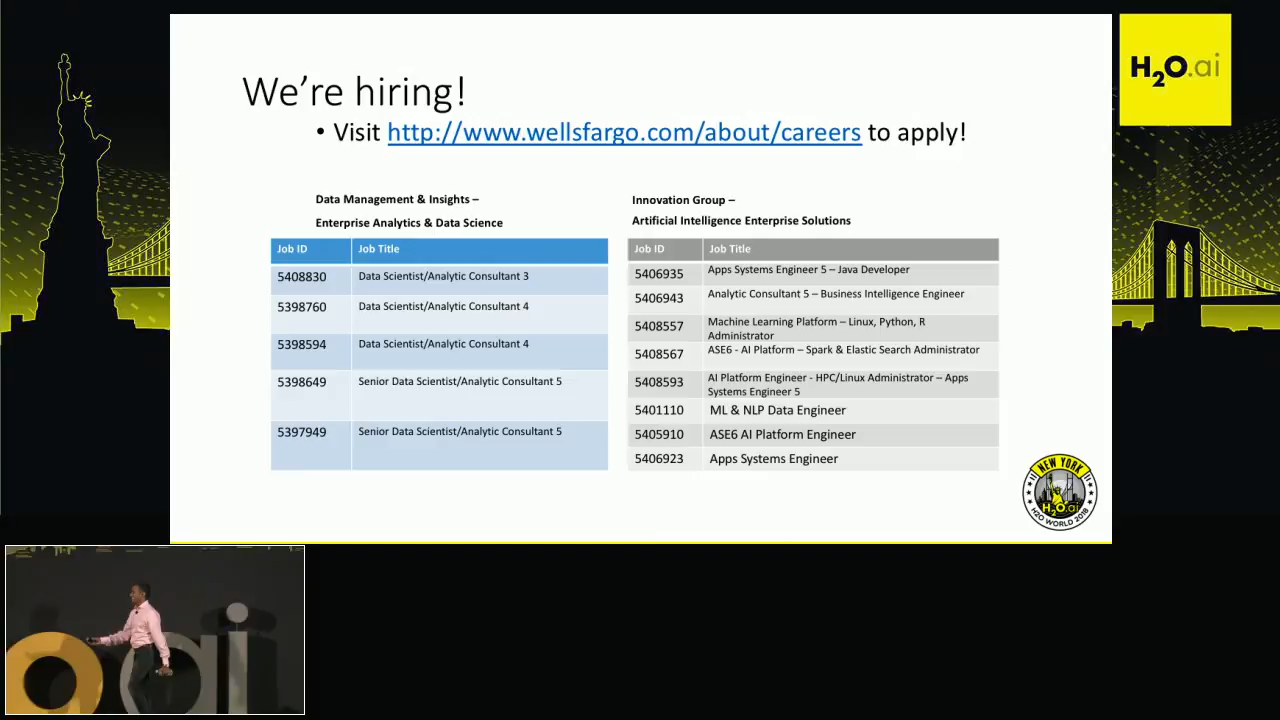 We're hiring!
• Visit http://www.wellsfargo.com/about/careers to apply!
H2O.ai
Data Management & Insights –
Enterprise Analytics & Data Science
Job ID Job Title
5408830 Data Scientist/Analytic Consultant 3
5398760 Data Scientist/Analytic Consultant 4
5398594 Data Scientist/Analytic Consultant 4
5398649 Senior Data Scientist/Analytic Consultant 5
5397949 Senior Data Scientist/Analytic Consultant 5
Innovation Group –
Artificial Intelligence Enterprise Solutions
Job ID Job Title
5406935 Apps Systems Engineer 5 – Java Developer
5406943 Analytic Consultant 5 – Business Intelligence Engineer
5408557 Machine Learning Platform – Linux, Python, R
Administrator
5408567 ASE6 - AI Platform – Spark & Elastic Search Administrator
5408593 AI Platform Engineer - HPC/Linux Administrator – Apps
Systems Engineer 5
5401110 ML & NLP Data Engineer
5405910 ASE6 AI Platform Engineer
5406923 Apps Systems Engineer
NEW YORK
H2O.ai
H2O WORLD 2018
ai